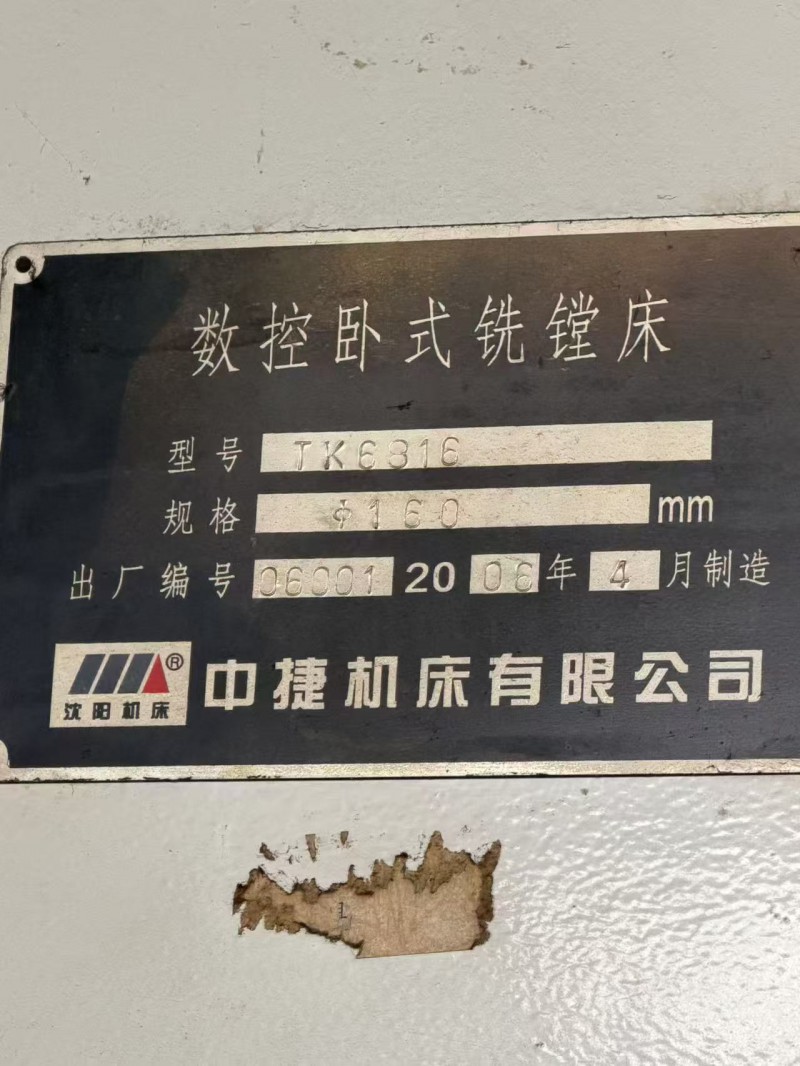 数控卧式铣镗床
型号 TK6816
规格 ф160 mm
出厂编号 06001 2006年 4 月制造
沈阳机床 ® 中捷机床有限公司